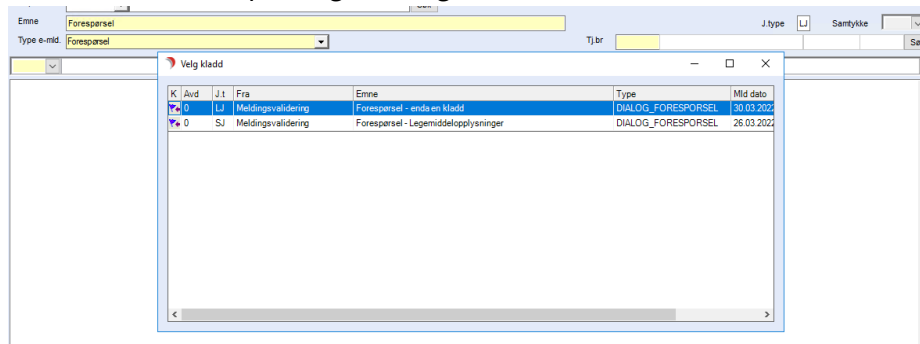 Søk
Emne Forespørsel J.type LJ Samtykke
Type e-mld. Forespørsel Tj.br
Velg kladd
K Avd J.t Fra Emne Type Mld dato
0 LJ Meldingsvalidering Forespørsel - enda en kladd DIALOG_FORESPORSEL 30.03.2022
0 SJ Meldingsvalidering Forespørsel - Legemiddelopplysninger DIALOG_FORESPORSEL 26.03.2022